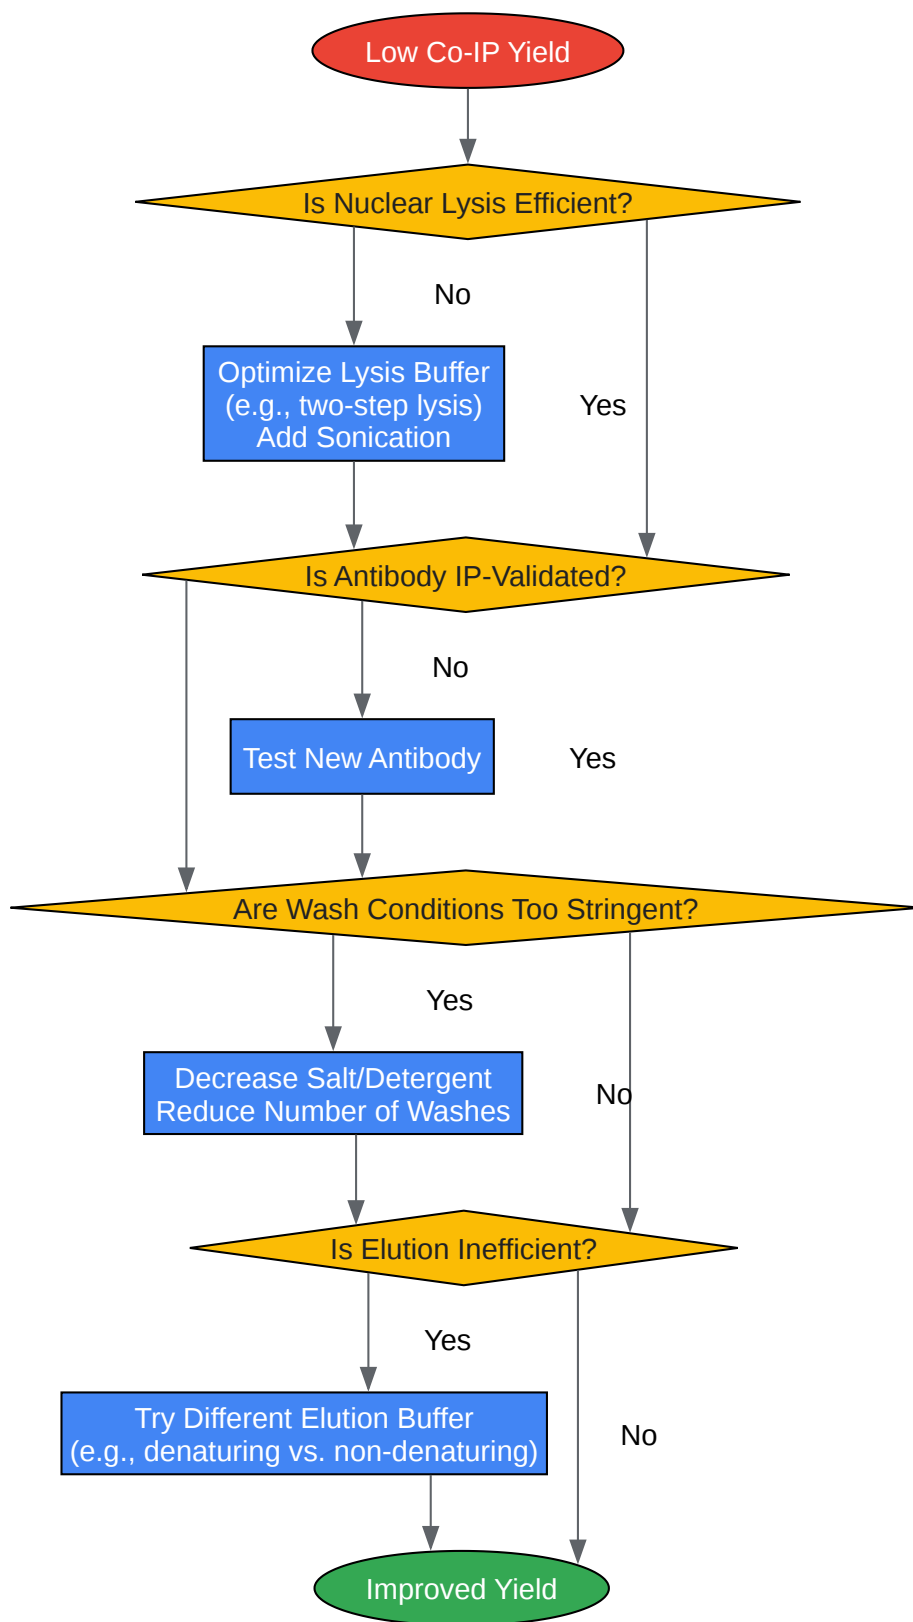 Low Co-IP Yield
Is Nuclear Lysis Efficient?
No
Optimize Lysis Buffer
(e.g., two-step lysis)
Add Sonication
Yes
Is Antibody IP-Validated?
No
Test New Antibody
Yes
Are Wash Conditions Too Stringent?
Yes
Decrease Salt/Detergent
Reduce Number of Washes
No
Is Elution Inefficient?
Yes
Try Different Elution Buffer
(e.g., denaturing vs. non-denaturing)
No
Improved Yield